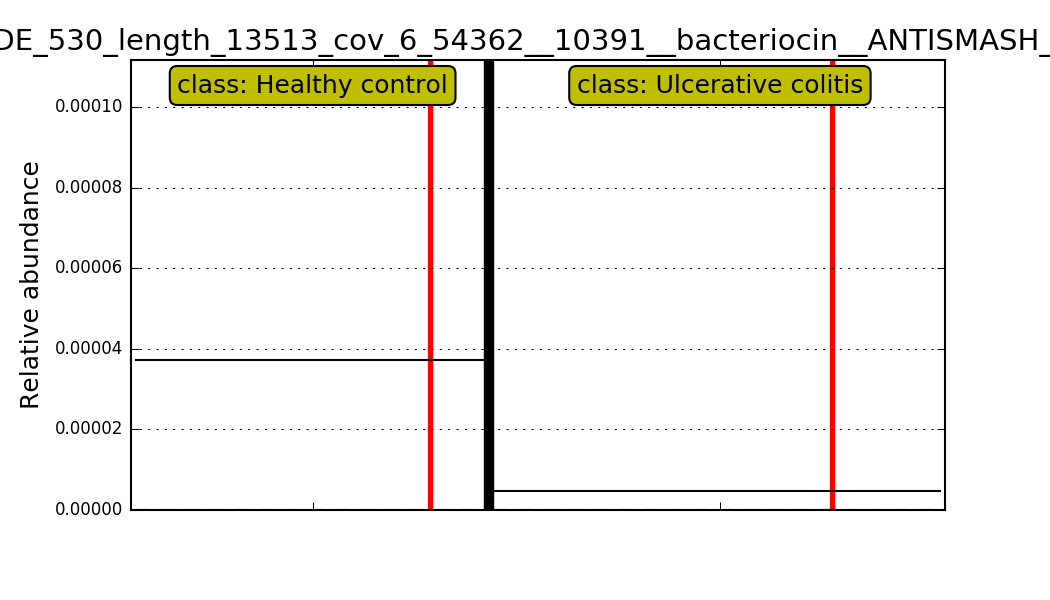 DE_530_length_13513_cov_6_54362__10391__bacteriocin__ANTISMASH_
class: Healthy control
class: Ulcerative colitis
Relative abundance
0.00010
0.00008
0.00006
0.00004
0.00002
0.00000